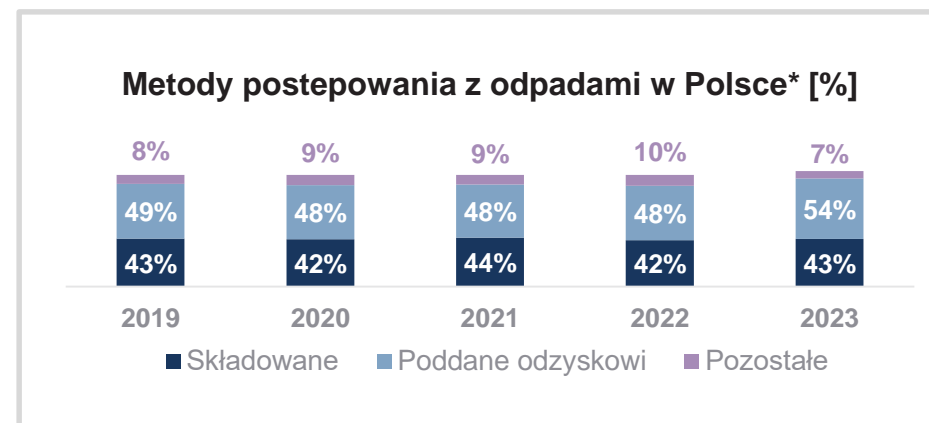 Metody postepowania z odpadami w Polsce* [%]
8% 9% 9% 10% 7%
49% 48% 48% 48% 54%
43% 42% 44% 42% 43%
2019 2020 2021 2022 2023
Składowane Poddane odzyskowi Pozostałe